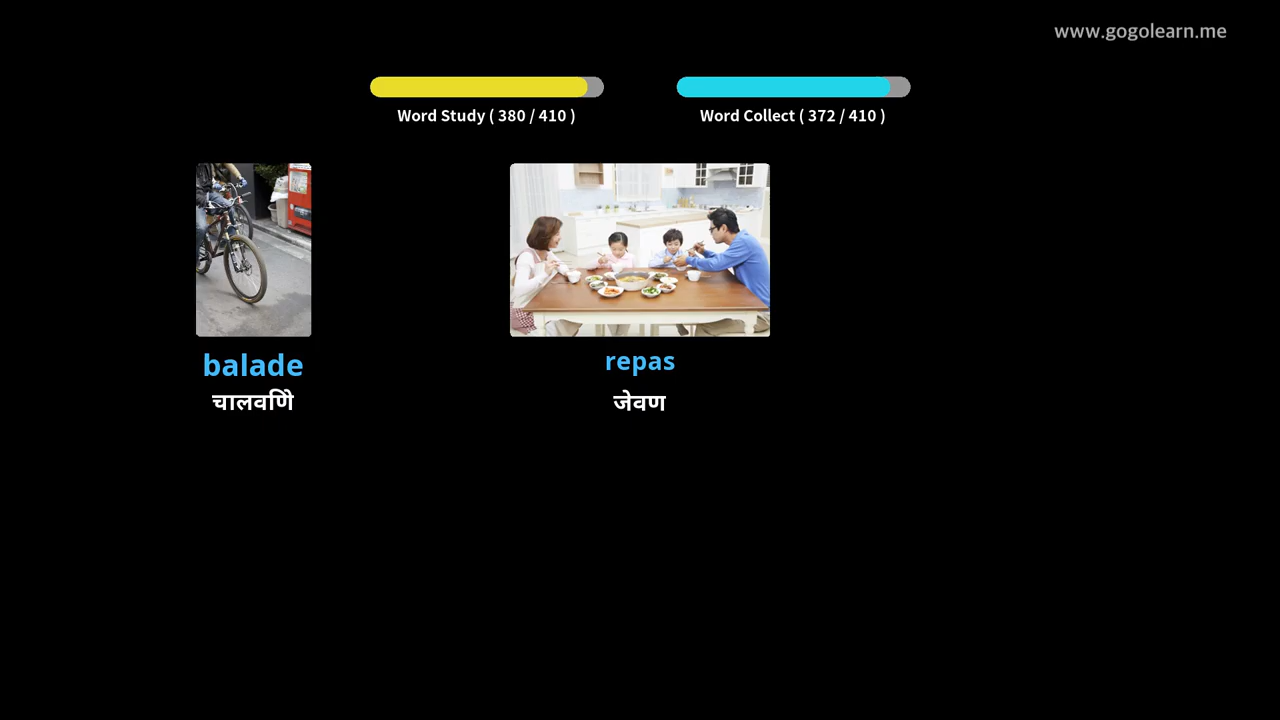 www.gogolearn.me
Word Study ( 380 / 410 )
Word Collect ( 372 / 410 )
balade
चालवणि​े
repas
जेवण